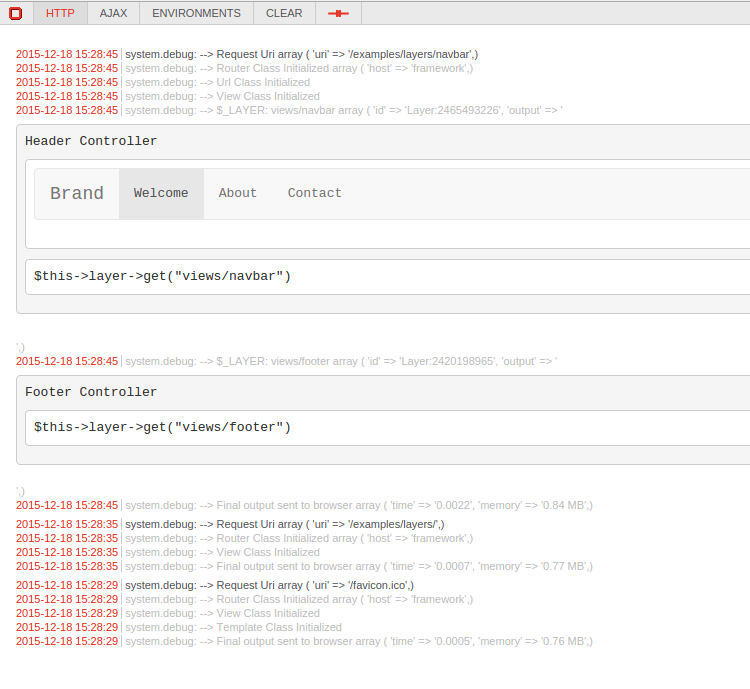 HTTP AJAX ENVIRONMENTS CLEAR
2015-12-18 15:28:45 system.debug: --> Request Uri array ( 'uri' => '/examples/layers/navbar',)
2015-12-18 15:28:45 system.debug: --> Router Class Initialized array ( 'host' => 'framework',)
2015-12-18 15:28:45 system.debug: --> Url Class Initialized
2015-12-18 15:28:45 system.debug: --> View Class Initialized
2015-12-18 15:28:45 system.debug: --> $_LAYER: views/navbar array ( 'id' => 'Layer:2465493226', 'output' => '
Header Controller
Brand Welcome About Contact
$this->layer->get("views/navbar")
',)
2015-12-18 15:28:45 system.debug: --> $_LAYER: views/footer array ( 'id' => 'Layer:2420198965', 'output' => '
Footer Controller
$this->layer->get("views/footer")
',)
2015-12-18 15:28:45 system.debug: --> Final output sent to browser array ( 'time' => '0.0022', 'memory' => '0.84 MB',)
2015-12-18 15:28:35 system.debug: --> Request Uri array ( 'uri' => '/examples/layers/',)
2015-12-18 15:28:35 system.debug: --> Router Class Initialized array ( 'host' => 'framework',)
2015-12-18 15:28:35 system.debug: --> View Class Initialized
2015-12-18 15:28:35 system.debug: --> Final output sent to browser array ( 'time' => '0.0007', 'memory' => '0.77 MB',)
2015-12-18 15:28:29 system.debug: --> Request Uri array ( 'uri' => '/favicon.ico',)
2015-12-18 15:28:29 system.debug: --> Router Class Initialized array ( 'host' => 'framework',)
2015-12-18 15:28:29 system.debug: --> View Class Initialized
2015-12-18 15:28:29 system.debug: --> Template Class Initialized
2015-12-18 15:28:29 system.debug: --> Final output sent to browser array ( 'time' => '0.0005', 'memory' => '0.76 MB',)